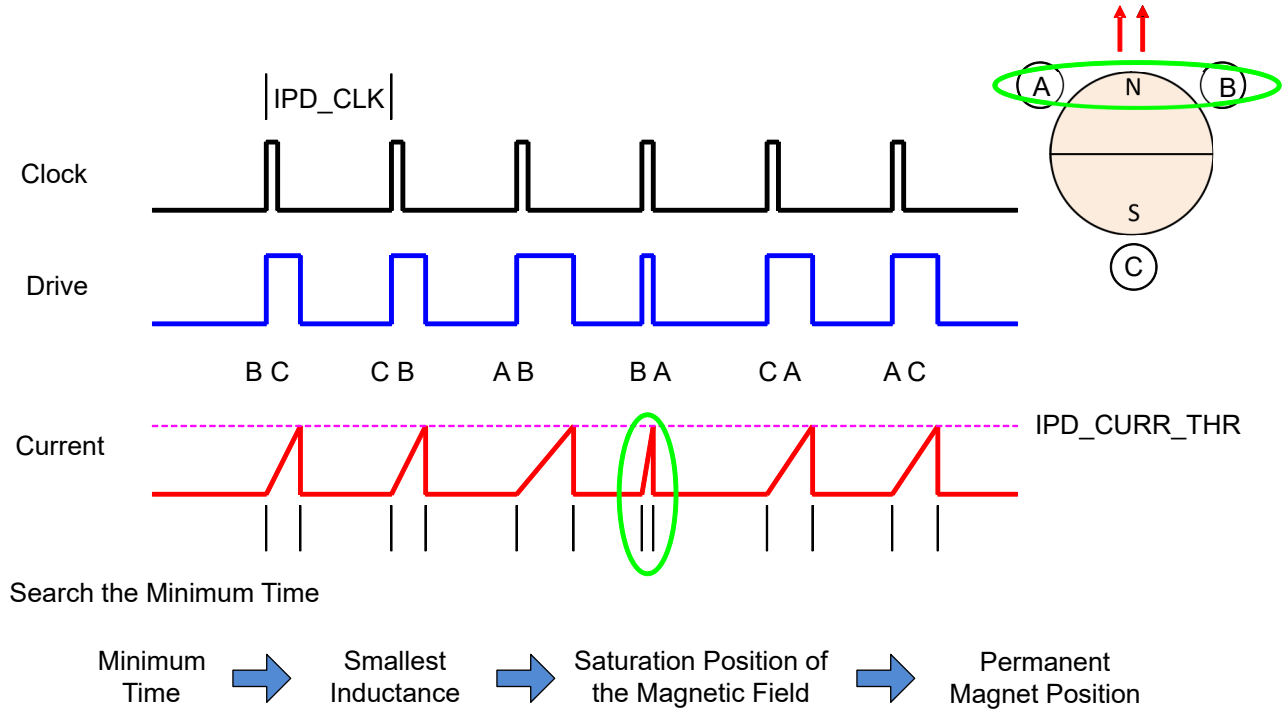 IPD_CLK
A
N
B
Clock
S
C
Drive
B C
C B
A B
B A
C A
A C
IPD_CURR_THR
Current
Search the Minimum Time
Minimum
Time
Smallest
Inductance
Saturation Position of
the Magnetic Field
Permanent
Magnet Position